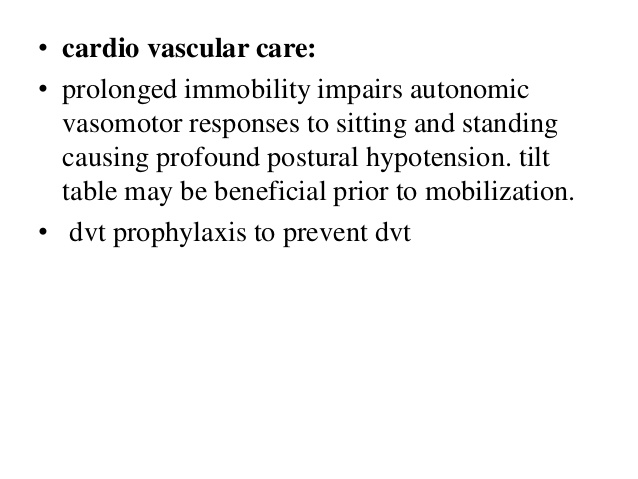 • cardio vascular care:
• prolonged immobility impairs autonomic
vasomotor responses to sitting and standing
causing profound postural hypotension. tilt
table may be beneficial prior to mobilization.
• dvt prophylaxis to prevent dvt